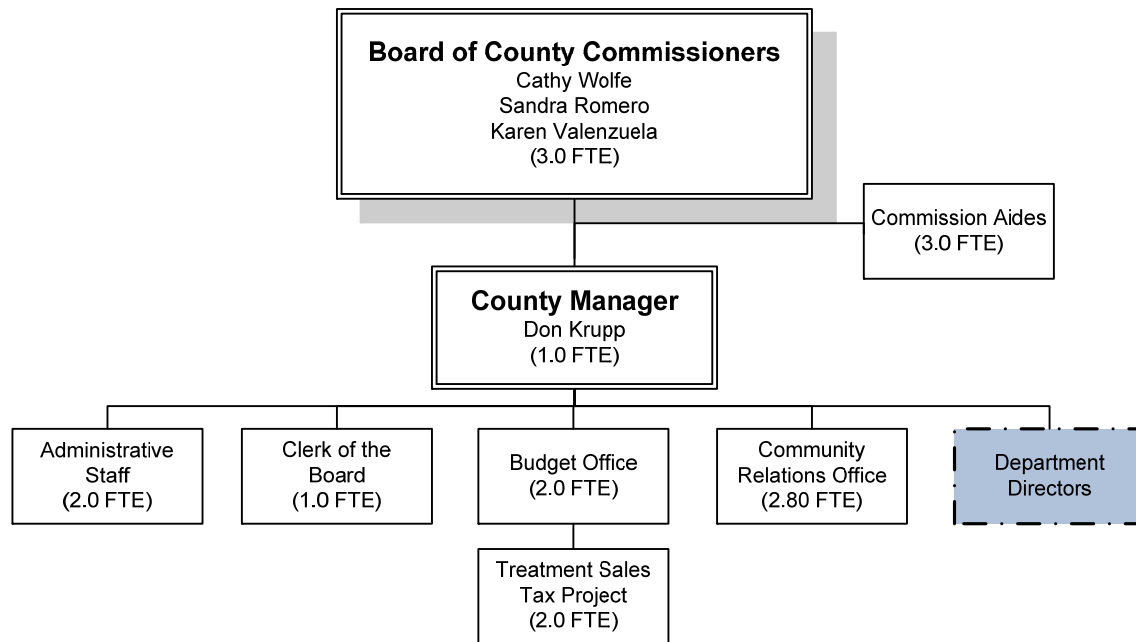 Board of County Commissioners
Cathy Wolfe
Sandra Romero
Karen Valenzuela
(3.0 FTE)
Commission Aides
(3.0 FTE)
County Manager
Don Krupp
(1.0 FTE)
Administrative
Staff
(2.0 FTE)
Clerk of the
Board
(1.0 FTE)
Budget Office
(2.0 FTE)
Community
Relations Office
(2.80 FTE)
Department
Directors
Treatment Sales
Tax Project
(2.0 FTE)